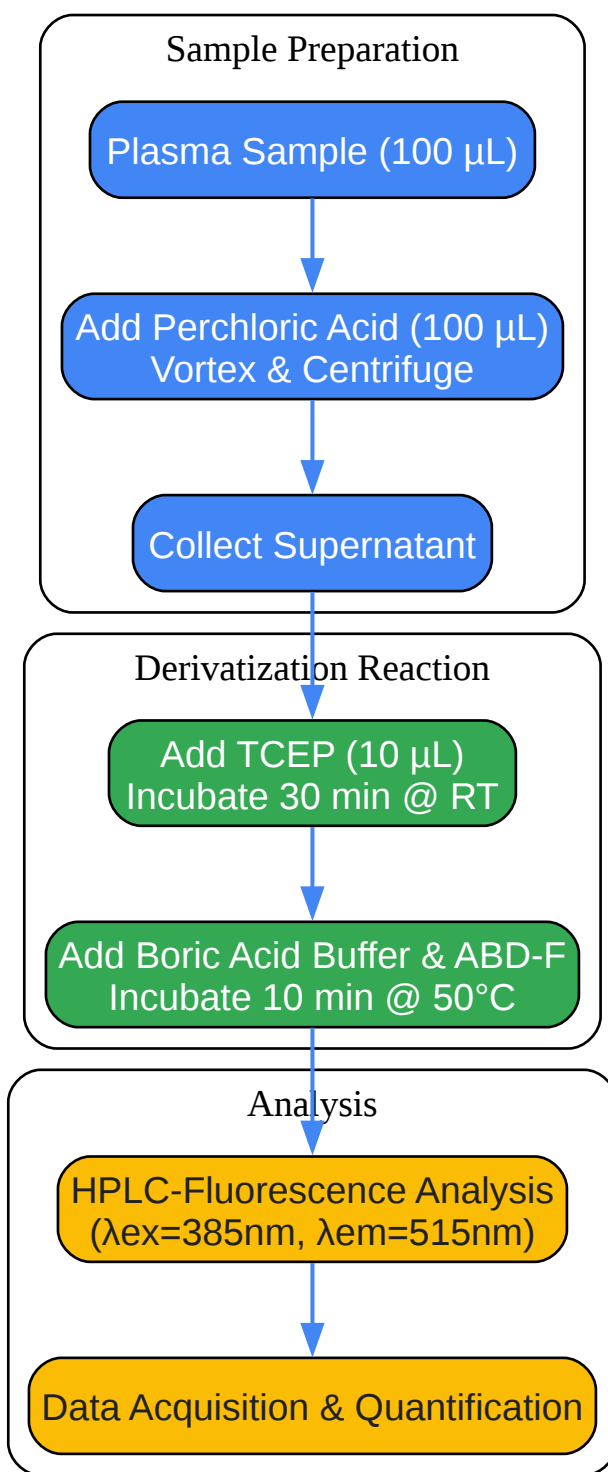 Sample Preparation
Plasma Sample (100 µL)
Add Perchloric Acid (100 µL)
Vortex & Centrifuge
Collect Supernatant
Derivatization Reaction
Add TCEP (10 µL)
Incubate 30 min @ RT
Add Boric Acid Buffer & ABD-F
Incubate 10 min @ 50°C
Analysis
HPLC-Fluorescence Analysis
(λex=385nm, λem=515nm)
Data Acquisition & Quantification